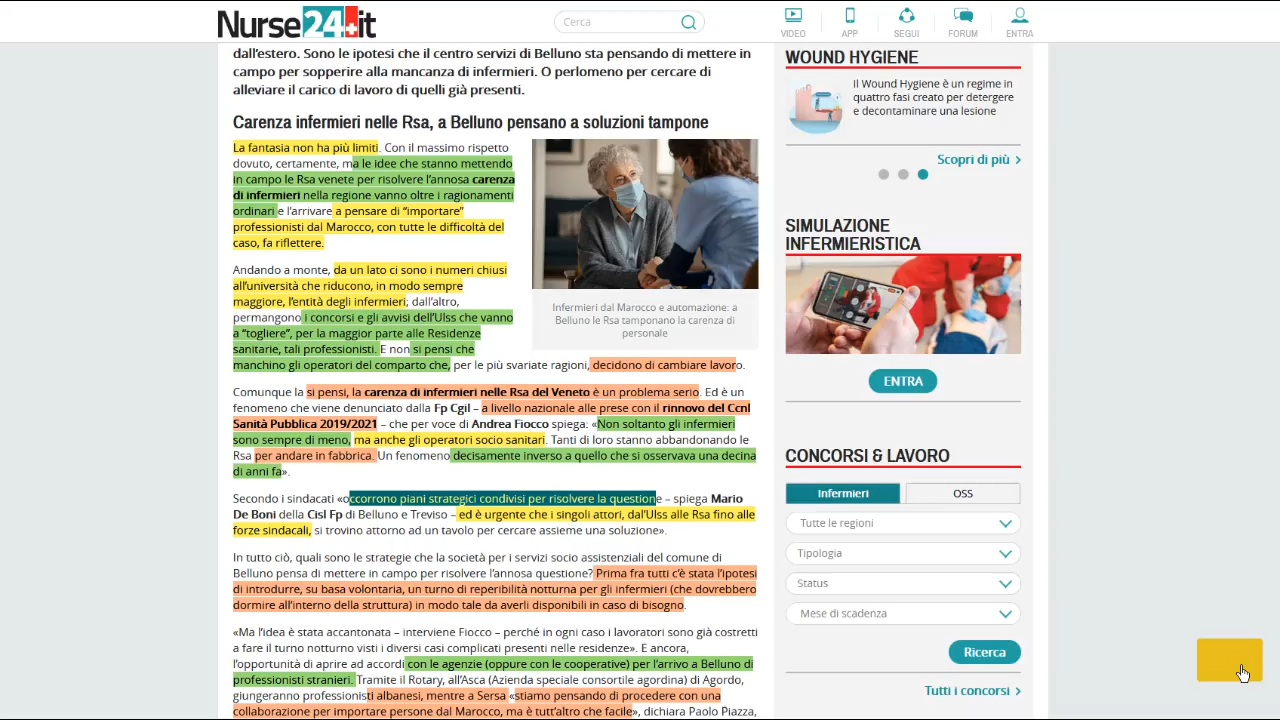 Nurse24.it
Cerca
VIDEO
APP
SEGUI
FORUM
ENTRA
dall'estero. Sono le ipotesi che il centro servizi di Belluno sta pensando di mettere in
campo per sopperire alla mancanza di infermieri. O perlomeno per cercare di
alleviare il carico di lavoro di quelli già presenti.
Carenza infermieri nelle Rsa, a Belluno pensano a soluzioni tampone
La fantasia non ha più limiti. Con il massimo rispetto
dovuto, certamente, ma le idee che stanno mettendo
in campo le Rsa venete per risolvere l'annosa carenza
di infermieri nella regione vanno oltre i ragionamenti
ordinari e l'arrivare a pensare di “importare”
professionisti dal Marocco, con tutte le difficoltà del
caso, fa riflettere.
Andando a monte, da un lato ci sono i numeri chiusi
all'università che riducono, in modo sempre
maggiore, l'entità degli infermieri; dall'altro,
permangono i concorsi e gli avvisi dell'Ulss che vanno
a “togliere”, per la maggior parte alle Residenze
sanitarie, tali professionisti. E non si pensi che
manchino gli operatori del comparto che, per le più svariate ragioni, decidono di cambiare lavoro.
Infermieri dal Marocco e automazione: a
Belluno le Rsa tamponano la carenza di
personale
Comunque la si pensi, la carenza di infermieri nelle Rsa del Veneto è un problema serio. Ed è un
fenomeno che viene denunciato dalla Fp Cgil – a livello nazionale alle prese con il rinnovo del Ccnl
Sanità Pubblica 2019/2021 – che per voce di Andrea Fiocco spiega: «Non soltanto gli infermieri
sono sempre di meno, ma anche gli operatori socio sanitari. Tanti di loro stanno abbandonando le
Rsa per andare in fabbrica. Un fenomeno decisamente inverso a quello che si osservava una decina
di anni fa».
Secondo i sindacati «occorrono piani strategici condivisi per risolvere la questione – spiega Mario
De Boni della Cisl Fp di Belluno e Treviso – ed è urgente che i singoli attori, dal'Ulss alle Rsa fino alle
forze sindacali, si trovino attorno ad un tavolo per cercare assieme una soluzione».
In tutto ciò, quali sono le strategie che la società per i servizi socio assistenziali del comune di
Belluno pensa di mettere in campo per risolvere l'annosa questione? Prima fra tutti c'è stata l'ipotesi
di introdurre, su basa volontaria, un turno di reperibilità notturna per gli infermieri (che dovrebbero
dormire all'interno della struttura) in modo tale da averli disponibili in caso di bisogno.
«Ma l'idea è stata accantonata – interviene Fiocco – perché in ogni caso i lavoratori sono già costretti
a fare il turno notturno visti i diversi casi complicati presenti nelle residenze». E ancora,
l'opportunità di aprire ad accordi con le agenzie (oppure con le cooperative) per l'arrivo a Belluno di
professionisti stranieri. Tramite il Rotary, all'Asca (Azienda speciale consortile agordina) di Agordo,
giungeranno professionisti albanesi, mentre a Sersa «stiamo pensando di procedere con una
collaborazione per importare persone dal Marocco, ma è tutt'altro che facile», dichiara Paolo Piazza,
WOUND HYGIENE
Il Wound Hygiene è un regime in
quattro fasi creato per detergere
e decontaminare una lesione
Scopri di più
SIMULAZIONE
INFERMIERISTICA
ENTRA
CONCORSI & LAVORO
Infermieri
OSS
Tutte le regioni
Tipologia
Status
Mese di scadenza
Ricerca
Tutti i concorsi